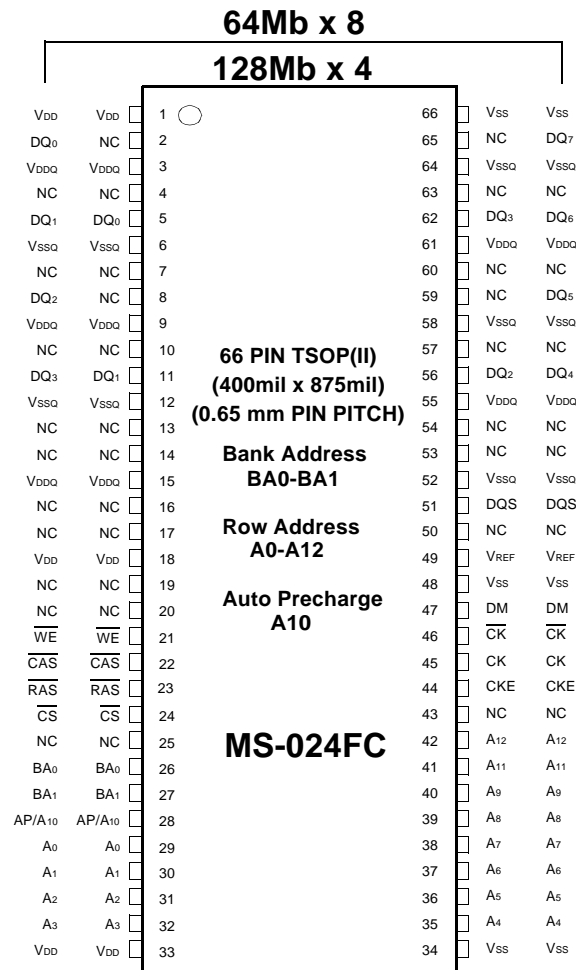 64Mb x 8
128Mb x 4
VDD VDD 1 66 VSS VSS
DQ0 NC 2 65 NC DQ7
VDDQ VDDQ 3 64 VSSQ VSSQ
NC NC 4 63 NC NC
DQ1 DQ0 5 62 DQ3 DQ6
VSSQ VSSQ 6 61 VDDQ VDDQ
NC NC 7 60 NC NC
DQ2 NC 8 59 NC DQ5
VDDQ VDDQ 9 58 VSSQ VSSQ
NC NC 10 57 NC NC
66 PIN TSOP(II)
DQ3 DQ1 11 56 DQ2 DQ4
(400mil x 875mil)
VSSQ VSSQ 12 55 VDDQ VDDQ
(0.65 mm PIN PITCH)
NC NC 13 54 NC NC
NC NC 14 Bank Address 53 NC NC
VDDQ VDDQ 15 BA0-BA1 52 VSSQ VSSQ
NC NC 16 51 DQS DQS
NC NC 17 Row Address 50 NC NC
VDD VDD 18 A0-A12 49 VREF VREF
NC NC 19 48 VSS VSS
NC NC 20 Auto Precharge 47 DM DM
A10
WE WE 21 46 CK CK
CAS CAS 22 45 CK CK
RAS RAS 23 44 CKE CKE
CS CS 24 43 NC NC
NC NC 25 MS-024FC 42 A12 A12
BA0 BA0 26 41 A11 A11
BA1 BA1 27 40 A9 A9
AP/A10 AP/A10 28 39 A8 A8
A0 A0 29 38 A7 A7
A1 A1 30 37 A6 A6
A2 A2 31 36 A5 A5
A3 A3 32 35 A4 A4
VDD VDD 33 34 VSS VSS